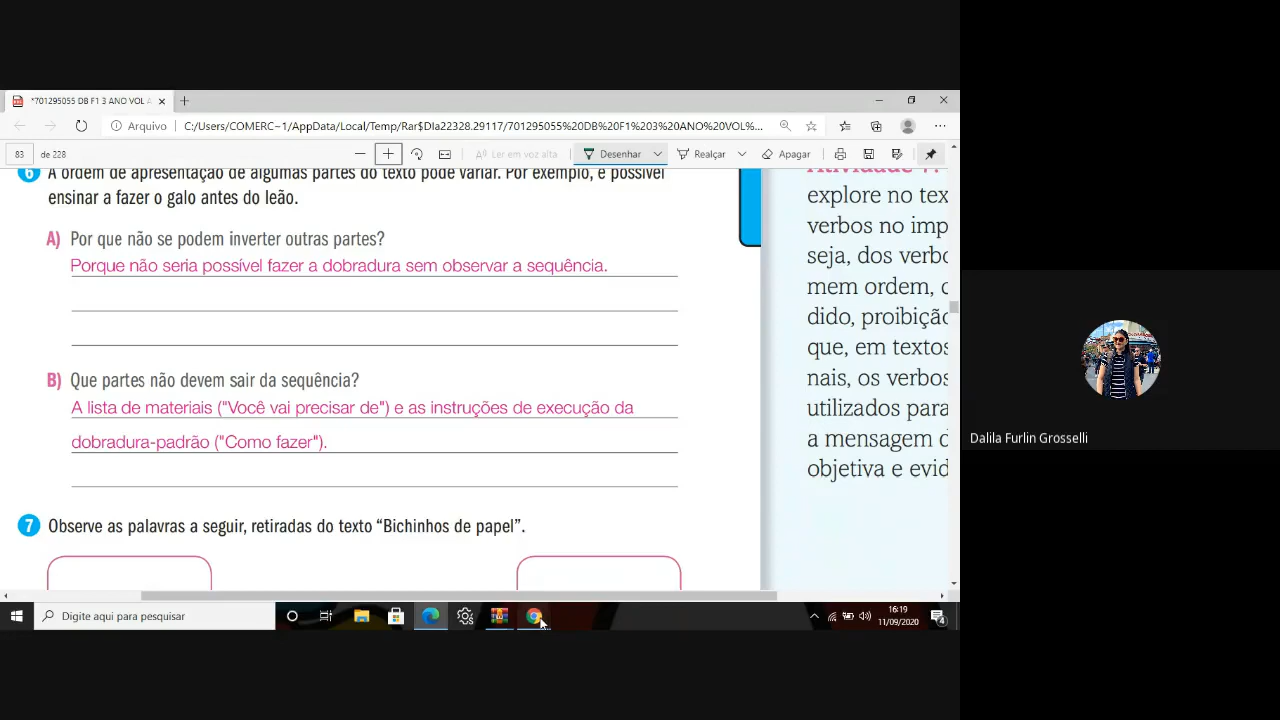 *701295055 DB F1 3 ANO VOL
Arquivo
C:/Users/COMERC~1/AppData/Local/Temp/Rar$DIa22328.29117/701295055%20DB%20F1%203%20ANO%20VOL%...
83 de 228
Ler em voz alta
Desenhar
Realçar
Apagar
6 A ordem de apresentação de algumas partes do texto pode variar. Por exemplo, é possível
ensinar a fazer o galo antes do leão.
A) Por que não se podem inverter outras partes?
Porque não seria possível fazer a dobradura sem observar a sequência.
B) Que partes não devem sair da sequência?
A lista de materiais ("Você vai precisar de") e as instruções de execução da
dobradura-padrão ("Como fazer").
7 Observe as palavras a seguir, retiradas do texto “Bichinhos de papel”.
Atividade 7:
explore no tex
verbos no imp
seja, dos verbo
mem ordem, c
dido, proibição
que, em textos
nais, os verbos
utilizados para
a mensagem d
objetiva e evid
Dalila Furlin Grosselli
Digite aqui para pesquisar
16:19
11/09/2020
4